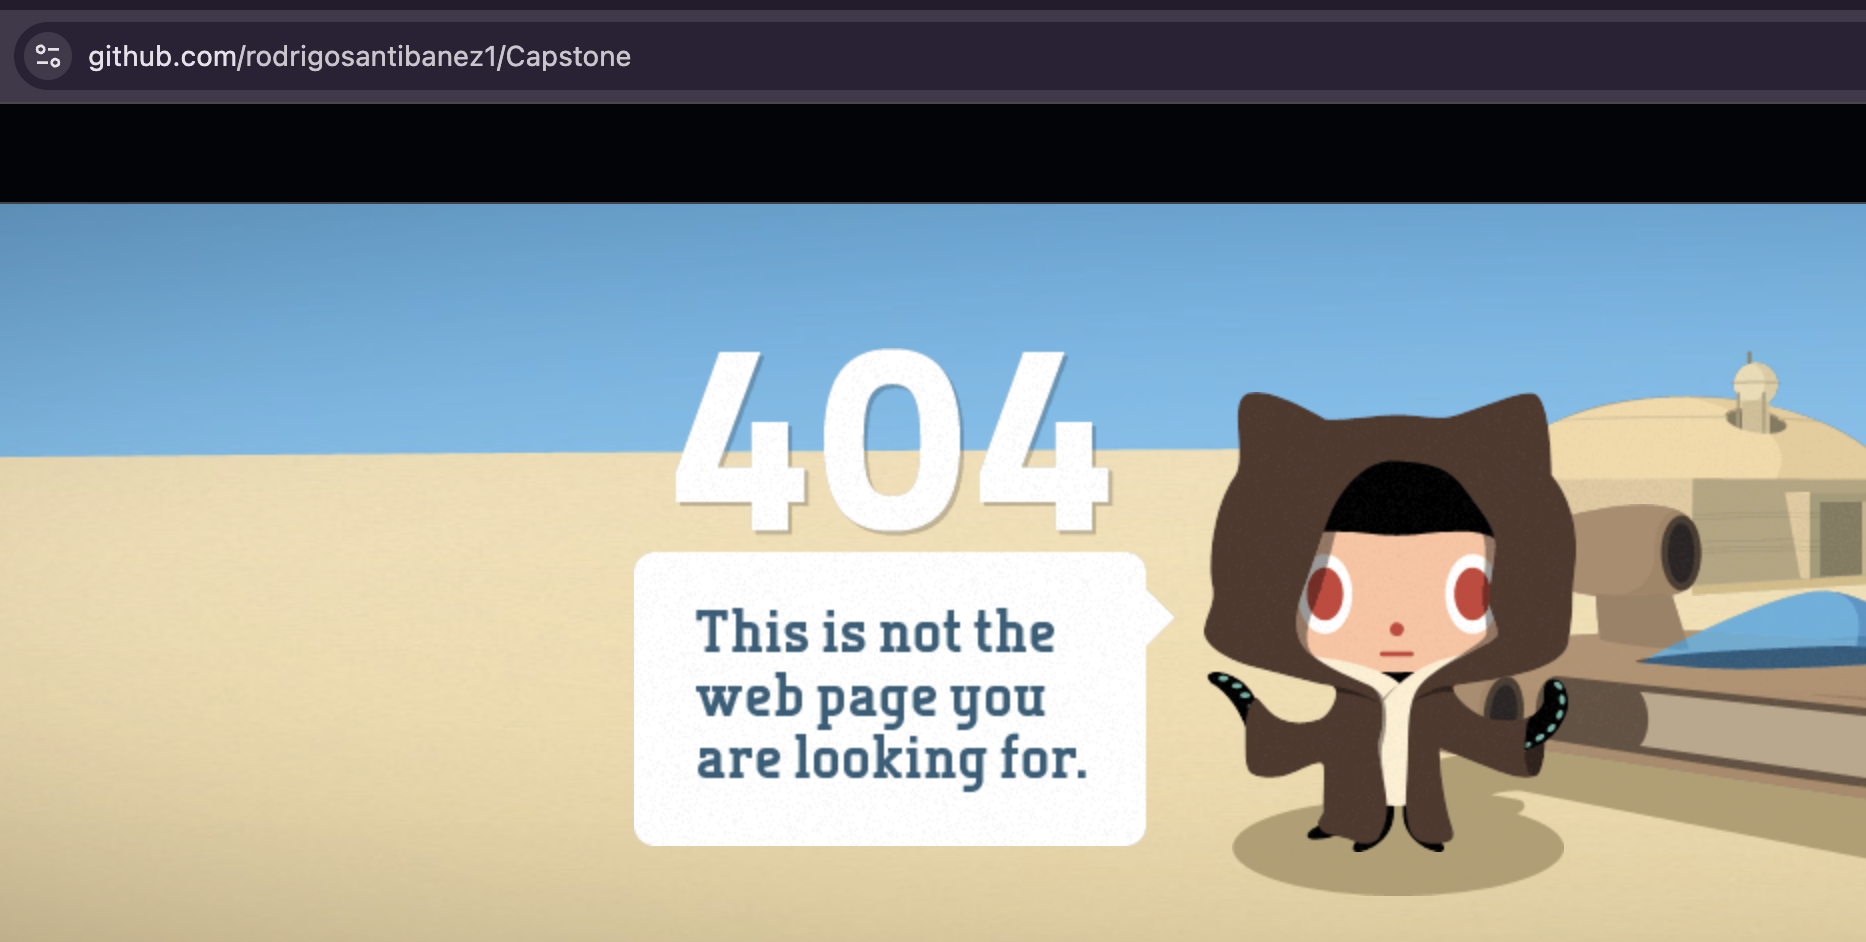 github.com/rodrigosantibanez1/Capstone
404
This is not the
web page you
are looking for.